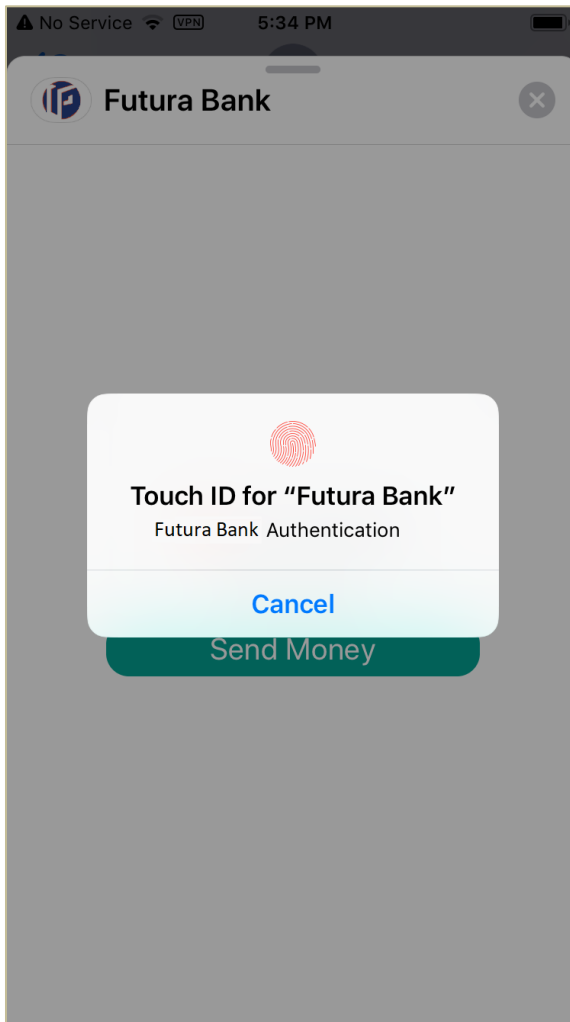 No Service VPN 5:34 PM
Futura Bank
Touch ID for “Futura Bank”
Futura Bank Authentication
Cancel
Send Money